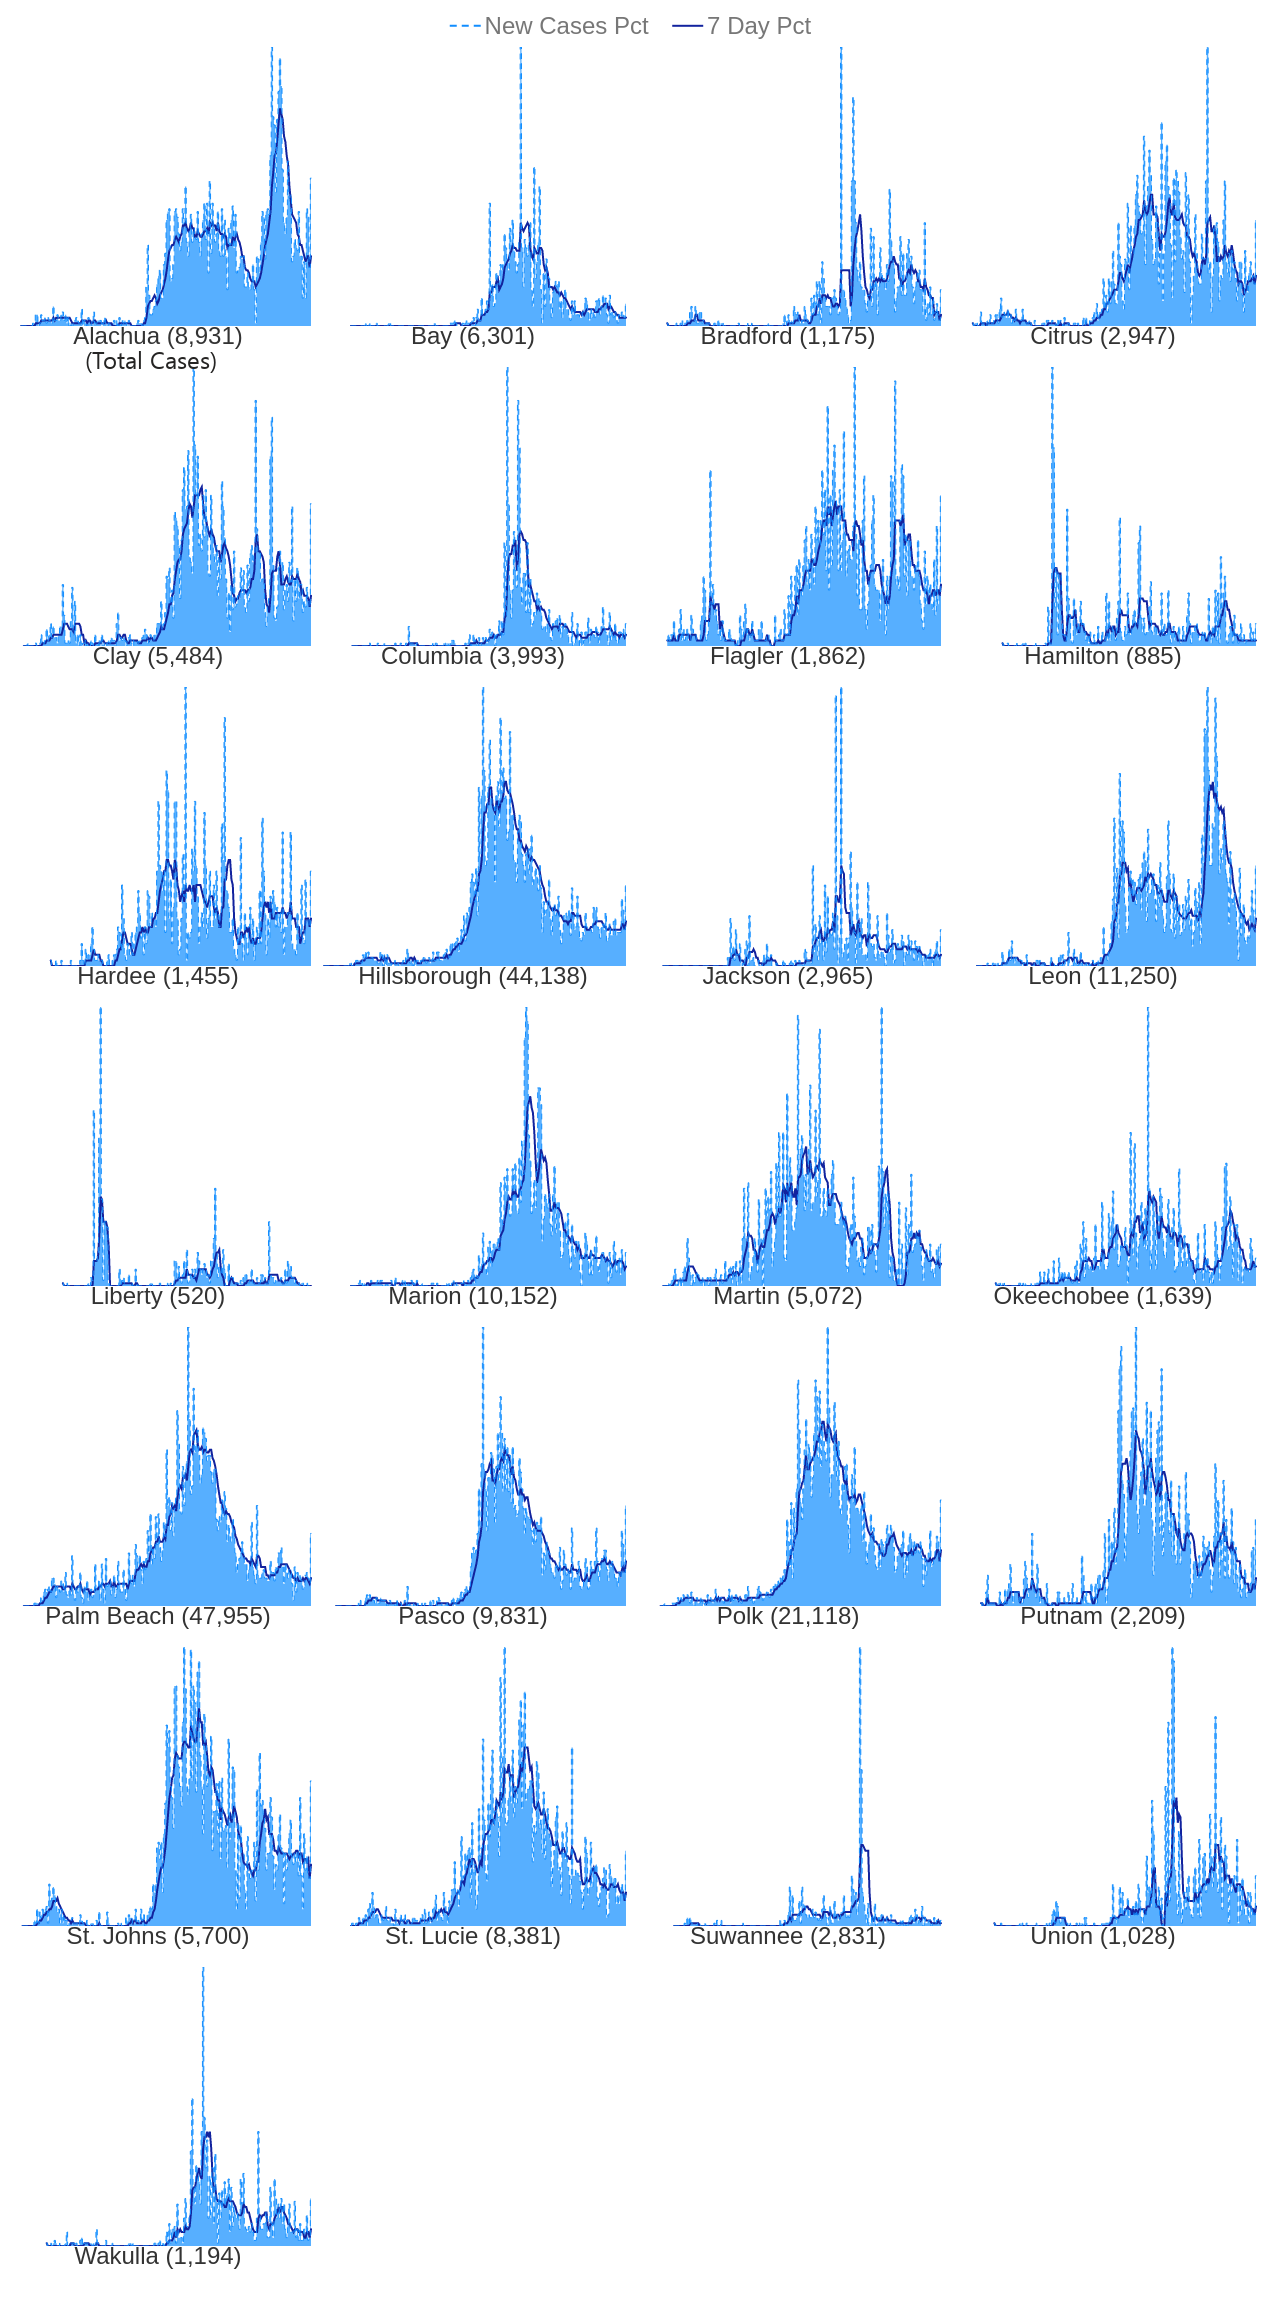 New Cases Pct 7 Day Pct
Alachua (8,931) Bay (6,301) Bradford (1,175) Citrus (2,947)
(Total Cases)
Clay (5,484) Columbia (3,993) Flagler (1,862) Hamilton (885)
Hardee (1,455) Hillsborough (44,138) Jackson (2,965) Leon (11,250)
Liberty (520) Marion (10,152) Martin (5,072) Okeechobee (1,639)
Palm Beach (47,955) Pasco (9,831) Polk (21,118) Putnam (2,209)
St. Johns (5,700) St. Lucie (8,381) Suwannee (2,831) Union (1,028)
Wakulla (1,194)